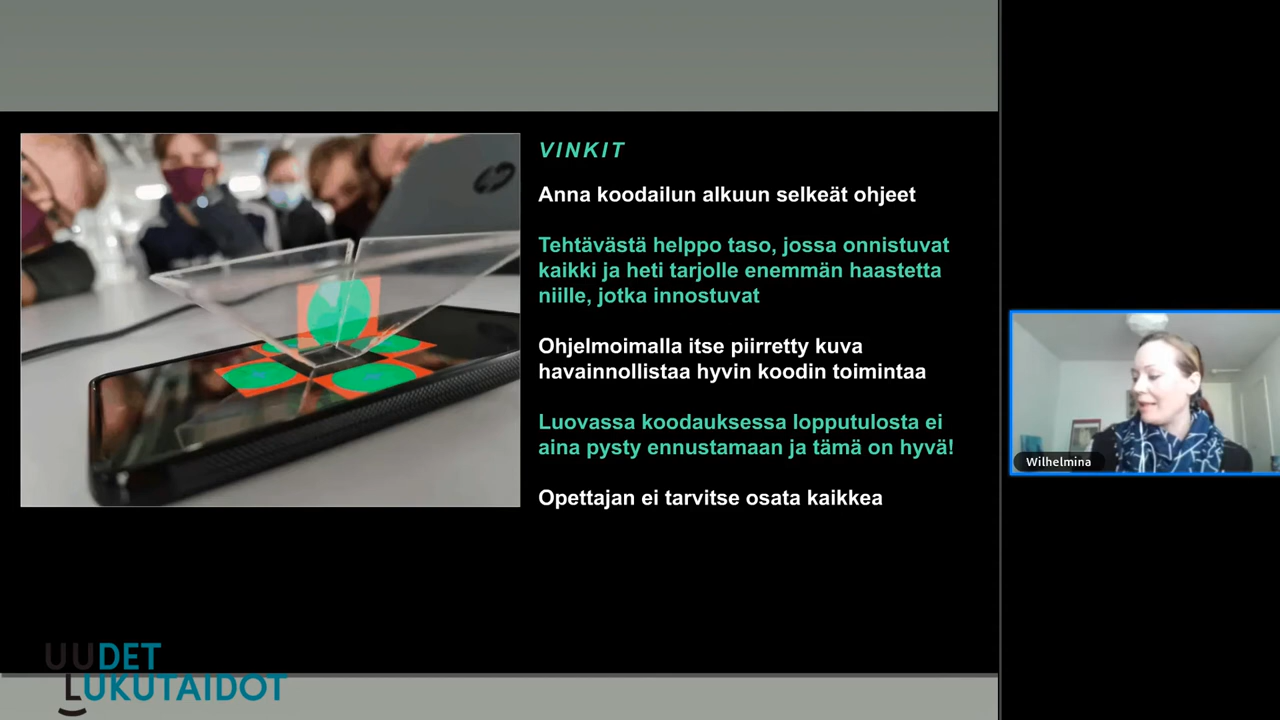 VINKIT
Anna koodailun alkuun selkeät ohjeet
Tehtävästä helppo taso, jossa onnistuvat
kaikki ja heti tarjolle enemmän haastetta
niille, jotka innostuvat
Ohjelmoimalla itse piirretty kuva
havainnollistaa hyvin koodin toimintaa
Luovassa koodauksessa lopputulosta ei
aina pysty ennustamaan ja tämä on hyvä!
Opettajan ei tarvitse osata kaikkea
hp
Wilhelmina
UUDET
LUKUTAIDOT